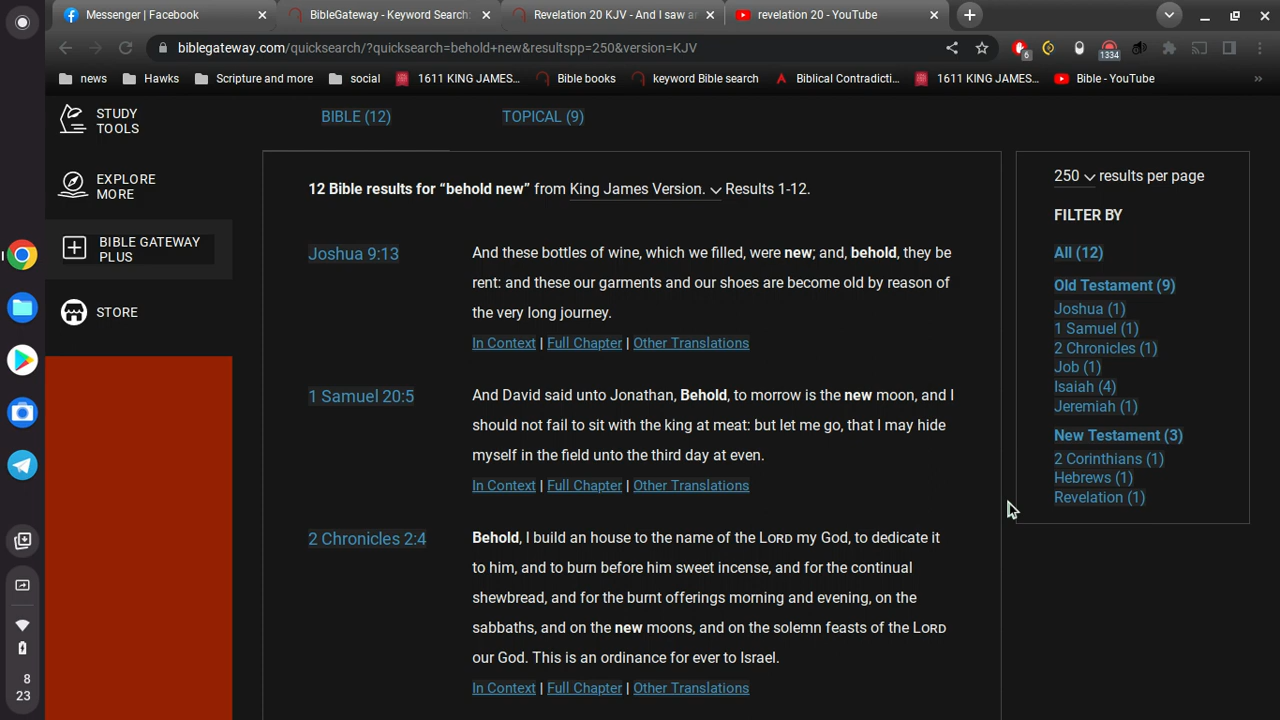 Messenger | Facebook
BibleGateway - Keyword Search:
Revelation 20 KJV - And I saw an
revelation 20 - YouTube
biblegateway.com/quicksearch/?quicksearch=behold+new&resultspp=250&version=KJV
6
1334
news
Hawks
Scripture and more
social
1611 KING JAMES...
Bible books
keyword Bible search
Biblical Contradicti...
1611 KING JAMES...
Bible - YouTube
»
STUDY
TOOLS
EXPLORE
MORE
BIBLE GATEWAY
PLUS
STORE
8
23
BIBLE (12)
TOPICAL (9)
12 Bible results for “behold new” from King James Version. Results 1-12.
Joshua 9:13
And these bottles of wine, which we filled, were new; and, behold, they be
rent: and these our garments and our shoes are become old by reason of
the very long journey.
In Context | Full Chapter | Other Translations
1 Samuel 20:5
And David said unto Jonathan, Behold, to morrow is the new moon, and I
should not fail to sit with the king at meat: but let me go, that I may hide
myself in the field unto the third day at even.
In Context | Full Chapter | Other Translations
2 Chronicles 2:4
Behold, I build an house to the name of the LORD my God, to dedicate it
to him, and to burn before him sweet incense, and for the continual
shewbread, and for the burnt offerings morning and evening, on the
sabbaths, and on the new moons, and on the solemn feasts of the LORD
our God. This is an ordinance for ever to Israel.
In Context | Full Chapter | Other Translations
250 results per page
FILTER BY
All (12)
Old Testament (9)
Joshua (1)
1 Samuel (1)
2 Chronicles (1)
Job (1)
Isaiah (4)
Jeremiah (1)
New Testament (3)
2 Corinthians (1)
Hebrews (1)
Revelation (1)